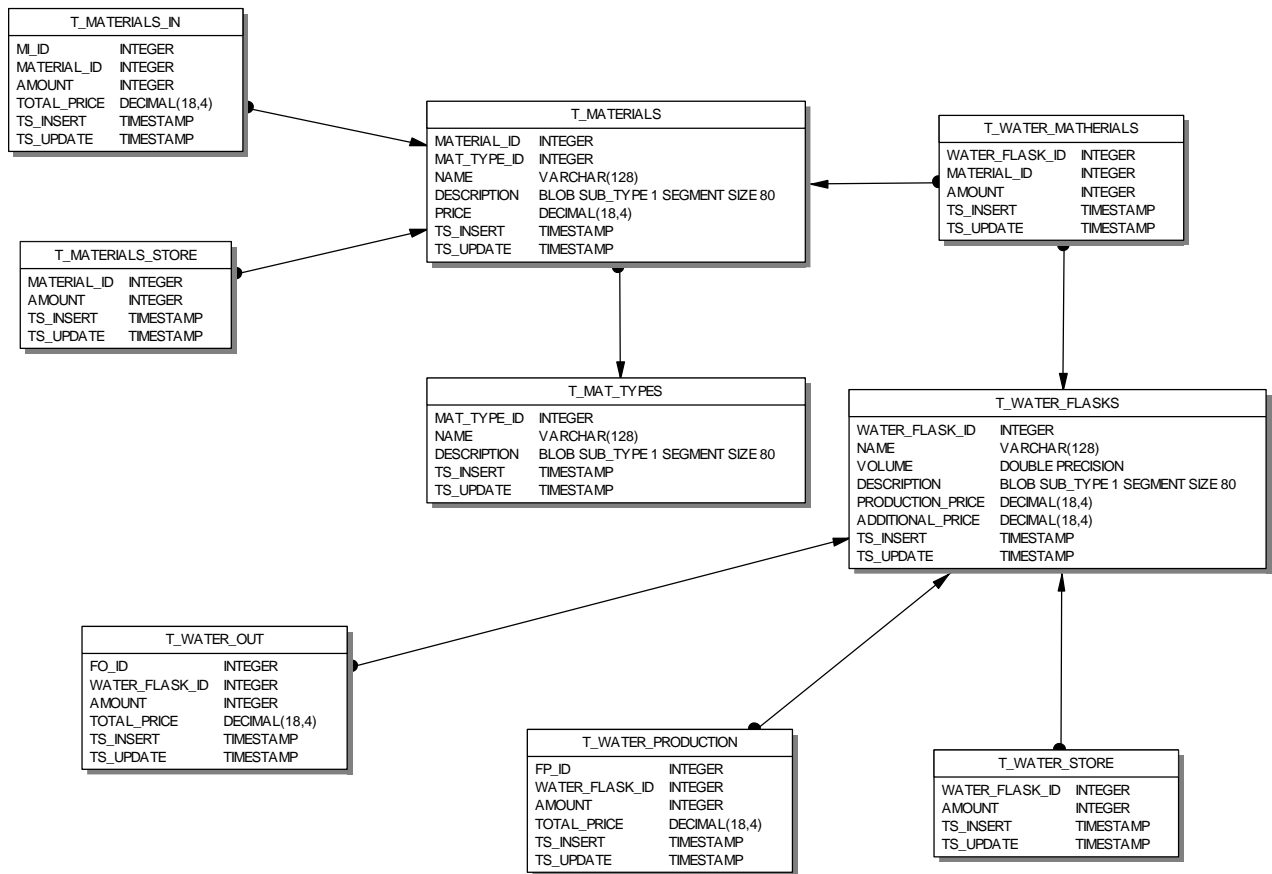 T_MATERIALS_IN
MI_ID INTEGER
MATERIAL_ID INTEGER
AMOUNT INTEGER
TOTAL_PRICE DECIMAL(18,4)
TS_INSERT TIMESTAMP
TS_UPDATE TIMESTAMP
T_MATERIALS
MATERIAL_ID INTEGER
MAT_TYPE_ID INTEGER
NAME VARCHAR(128)
DESCRIPTION BLOB SUB_TYPE 1 SEGMENT SIZE 80
PRICE DECIMAL(18,4)
TS_INSERT TIMESTAMP
TS_UPDATE TIMESTAMP
T_WATER_MATHERIALS
WATER_FLASK_ID INTEGER
MATERIAL_ID INTEGER
AMOUNT INTEGER
TS_INSERT TIMESTAMP
TS_UPDATE TIMESTAMP
T_MATERIALS_STORE
MATERIAL_ID INTEGER
AMOUNT INTEGER
TS_INSERT TIMESTAMP
TS_UPDATE TIMESTAMP
T_MAT_TYPES
MAT_TYPE_ID INTEGER
NAME VARCHAR(128)
DESCRIPTION BLOB SUB_TYPE 1 SEGMENT SIZE 80
TS_INSERT TIMESTAMP
TS_UPDATE TIMESTAMP
T_WATER_FLASKS
WATER_FLASK_ID INTEGER
NAME VARCHAR(128)
VOLUME DOUBLE PRECISION
DESCRIPTION BLOB SUB_TYPE 1 SEGMENT SIZE 80
PRODUCTION_PRICE DECIMAL(18,4)
ADDITIONAL_PRICE DECIMAL(18,4)
TS_INSERT TIMESTAMP
TS_UPDATE TIMESTAMP
T_WATER_OUT
FO_ID INTEGER
WATER_FLASK_ID INTEGER
AMOUNT INTEGER
TOTAL_PRICE DECIMAL(18,4)
TS_INSERT TIMESTAMP
TS_UPDATE TIMESTAMP
T_WATER_PRODUCTION
FP_ID INTEGER
WATER_FLASK_ID INTEGER
AMOUNT INTEGER
TOTAL_PRICE DECIMAL(18,4)
TS_INSERT TIMESTAMP
TS_UPDATE TIMESTAMP
T_WATER_STORE
WATER_FLASK_ID INTEGER
AMOUNT INTEGER
TS_INSERT TIMESTAMP
TS_UPDATE TIMESTAMP